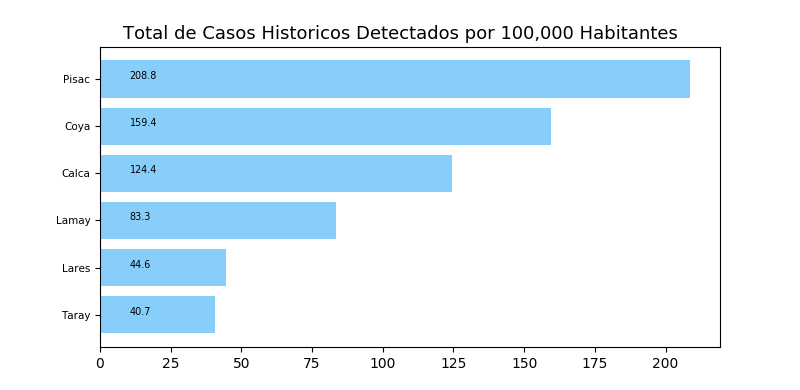 Total de Casos Historicos Detectados por 100,000 Habitantes
Pisac 208.8
Coya 159.4
Calca 124.4
Lamay 83.3
Lares 44.6
Taray 40.7
0 25 50 75 100 125 150 175 200